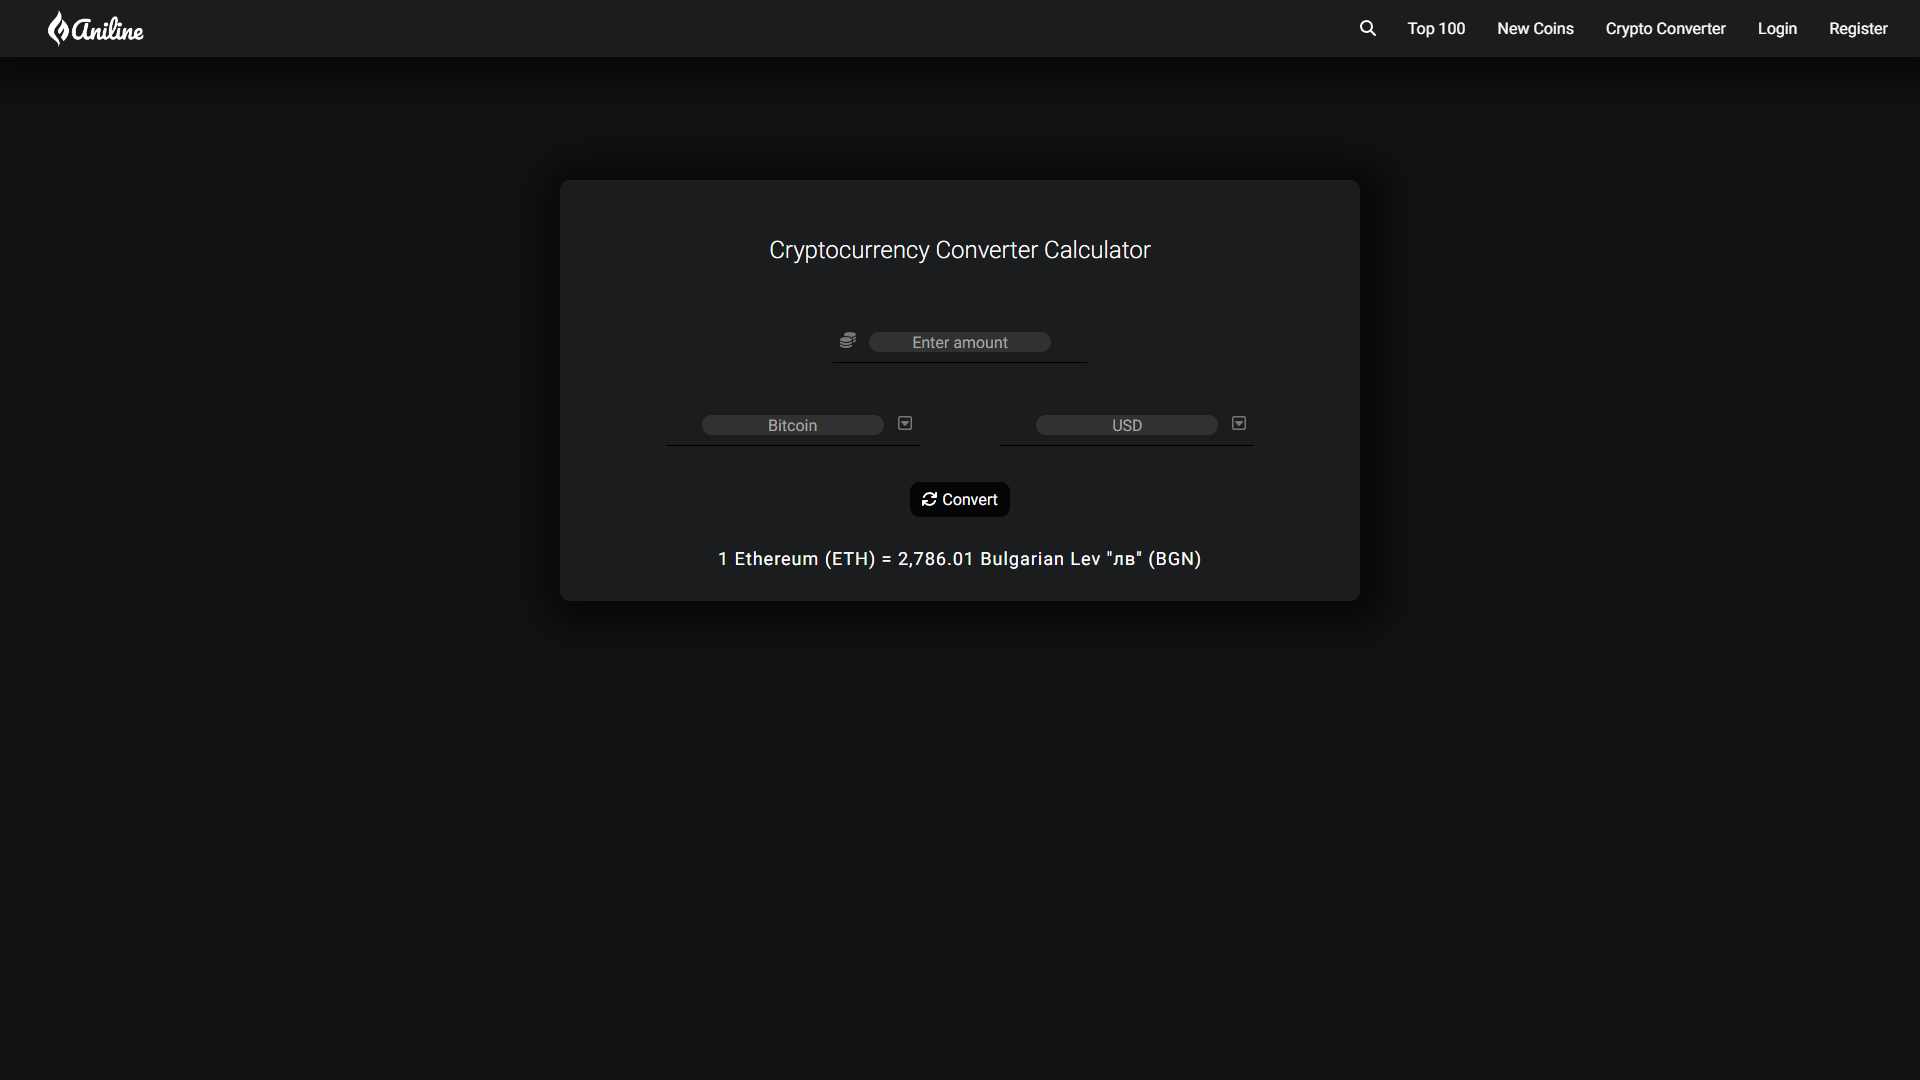 Aniline
Top 100
New Coins
Crypto Converter
Login
Register
Cryptocurrency Converter Calculator
Enter amount
Bitcoin
USD
Convert
1 Ethereum (ETH) = 2,786.01 Bulgarian Lev "лв" (BGN)